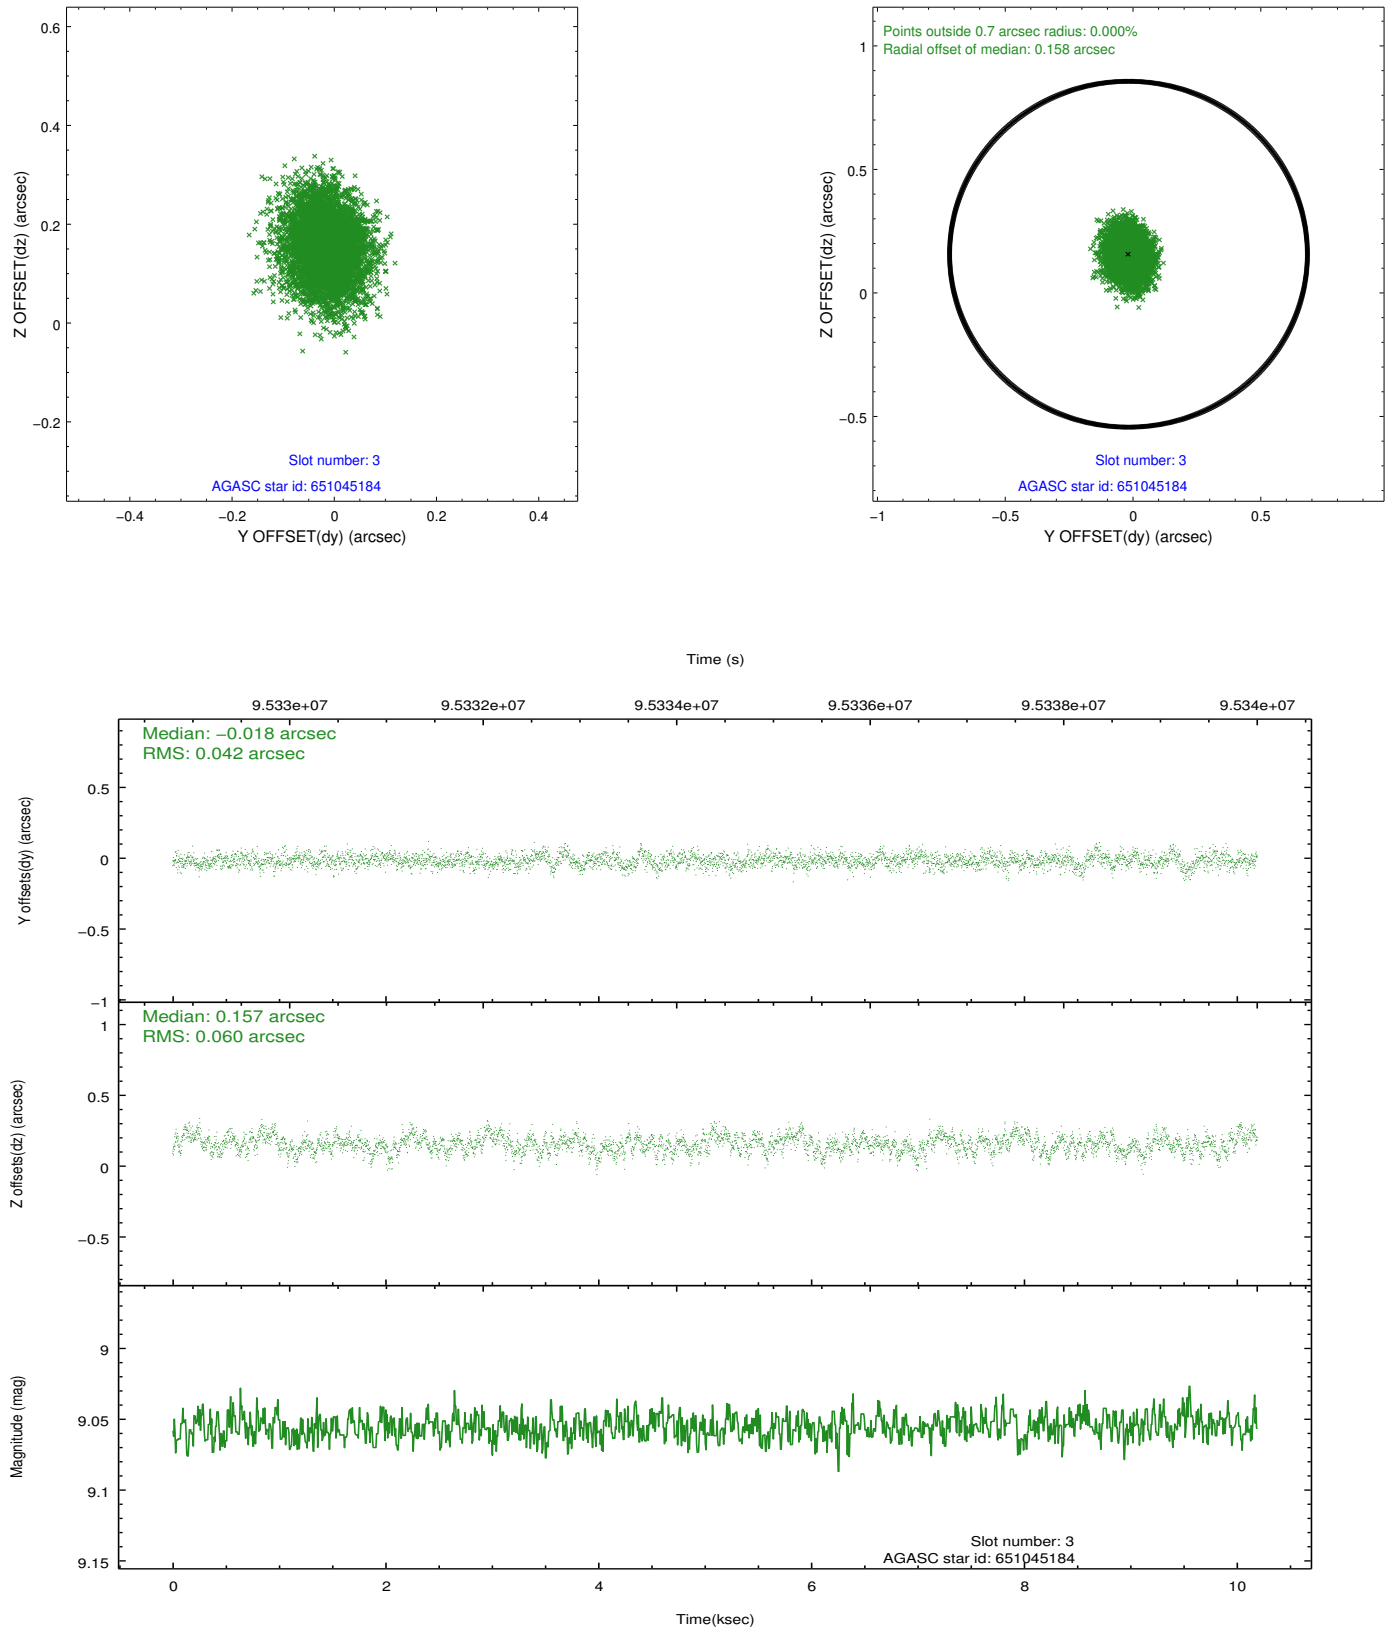 0.6
0.4
0.2
0
−0.2
Z OFFSET(dz) (arcsec)
Slot number: 3
AGASC star id: 651045184
−0.4 −0.2 0 0.2 0.4
Y OFFSET(dy) (arcsec)
Points outside 0.7 arcsec radius: 0.000%
Radial offset of median: 0.158 arcsec
1
0.5
0
−0.5
Z OFFSET(dz) (arcsec)
Slot number: 3
AGASC star id: 651045184
−1 −0.5 0 0.5
Y OFFSET(dy) (arcsec)
Time (s)
9.533e+07 9.5332e+07 9.5334e+07 9.5336e+07 9.5338e+07 9.534e+07
Median: −0.018 arcsec
RMS: 0.042 arcsec
0.5
0
−0.5
−1
Y offsets(dy) (arcsec)
Median: 0.157 arcsec
RMS: 0.060 arcsec
1
0.5
0
−0.5
Z offsets(dz) (arcsec)
9
9.05
9.1
9.15
Magnitude (mag)
Slot number: 3
AGASC star id: 651045184
0 2 4 6 8 10
Time(ksec)